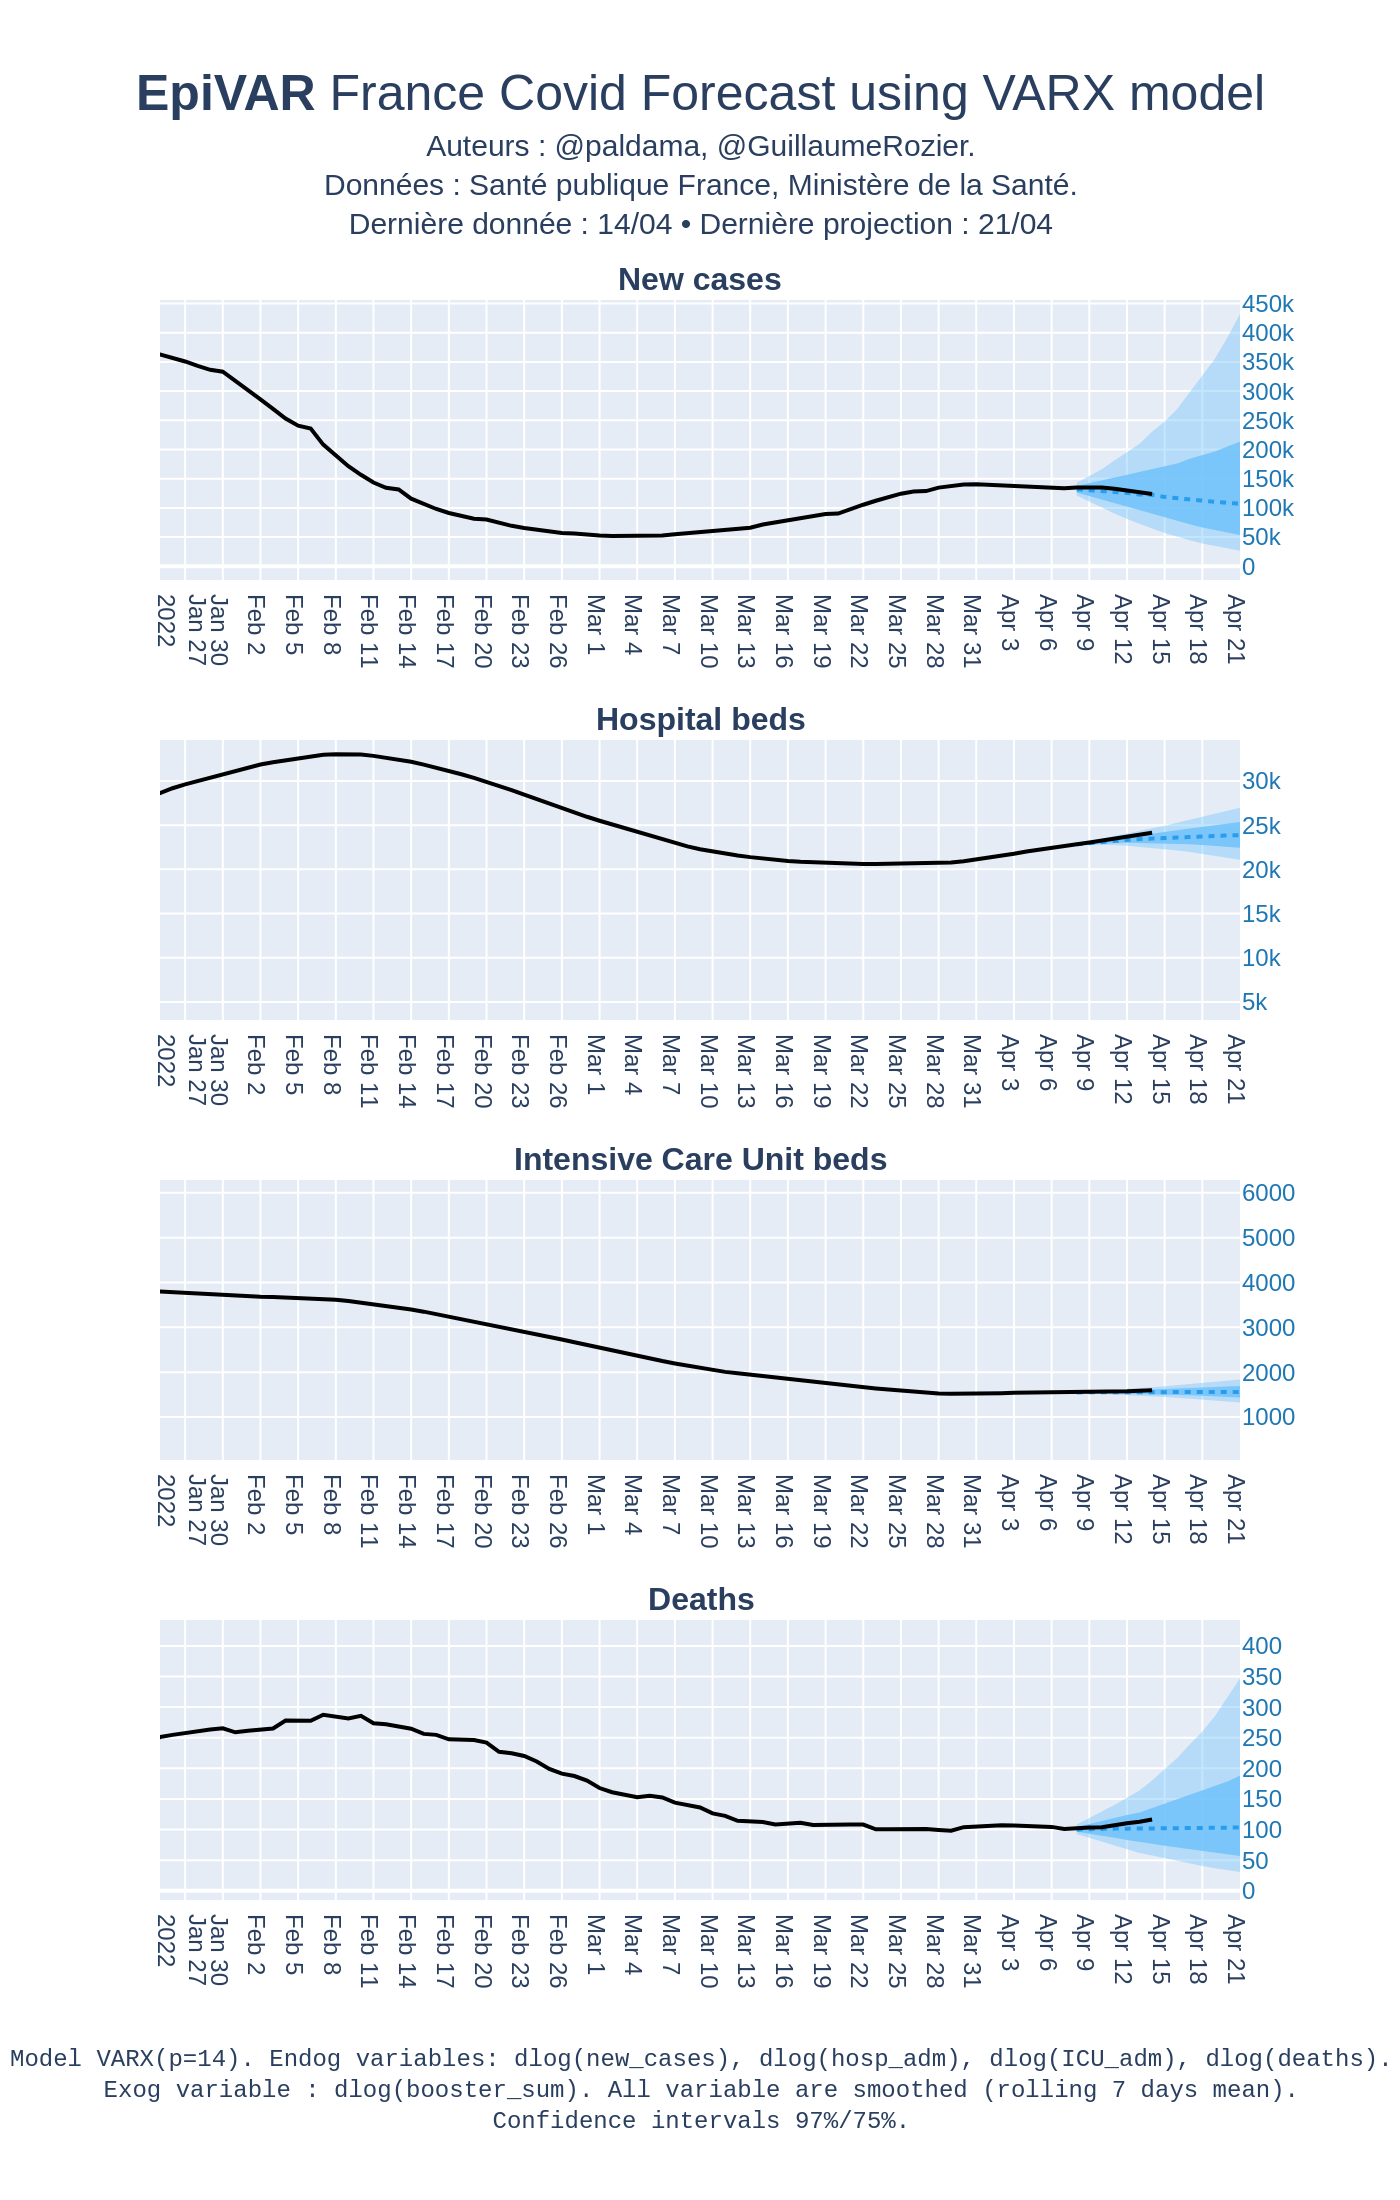 EpiVAR France Covid Forecast using VARX model
Auteurs : @paldama, @GuillaumeRozier.
Données : Santé publique France, Ministère de la Santé.
Dernière donnée : 14/04 • Dernière projection : 21/04
New cases
450k
400k
350k
300k
250k
200k
150k
100k
50k
0
2022
Jan 27
Jan 30
Feb 2
Feb 5
Feb 8
Feb 11
Feb 14
Feb 17
Feb 20
Feb 23
Feb 26
Mar 1
Mar 4
Mar 7
Mar 10
Mar 13
Mar 16
Mar 19
Mar 22
Mar 25
Mar 28
Mar 31
Apr 3
Apr 6
Apr 9
Apr 12
Apr 15
Apr 18
Apr 21
Hospital beds
30k
25k
20k
15k
10k
5k
2022
Jan 27
Jan 30
Feb 2
Feb 5
Feb 8
Feb 11
Feb 14
Feb 17
Feb 20
Feb 23
Feb 26
Mar 1
Mar 4
Mar 7
Mar 10
Mar 13
Mar 16
Mar 19
Mar 22
Mar 25
Mar 28
Mar 31
Apr 3
Apr 6
Apr 9
Apr 12
Apr 15
Apr 18
Apr 21
Intensive Care Unit beds
6000
5000
4000
3000
2000
1000
2022
Jan 27
Jan 30
Feb 2
Feb 5
Feb 8
Feb 11
Feb 14
Feb 17
Feb 20
Feb 23
Feb 26
Mar 1
Mar 4
Mar 7
Mar 10
Mar 13
Mar 16
Mar 19
Mar 22
Mar 25
Mar 28
Mar 31
Apr 3
Apr 6
Apr 9
Apr 12
Apr 15
Apr 18
Apr 21
Deaths
400
350
300
250
200
150
100
50
0
2022
Jan 27
Jan 30
Feb 2
Feb 5
Feb 8
Feb 11
Feb 14
Feb 17
Feb 20
Feb 23
Feb 26
Mar 1
Mar 4
Mar 7
Mar 10
Mar 13
Mar 16
Mar 19
Mar 22
Mar 25
Mar 28
Mar 31
Apr 3
Apr 6
Apr 9
Apr 12
Apr 15
Apr 18
Apr 21
Model VARX(p=14). Endog variables: dlog(new_cases), dlog(hosp_adm), dlog(ICU_adm), dlog(deaths).
Exog variable : dlog(booster_sum). All variable are smoothed (rolling 7 days mean).
Confidence intervals 97%/75%.